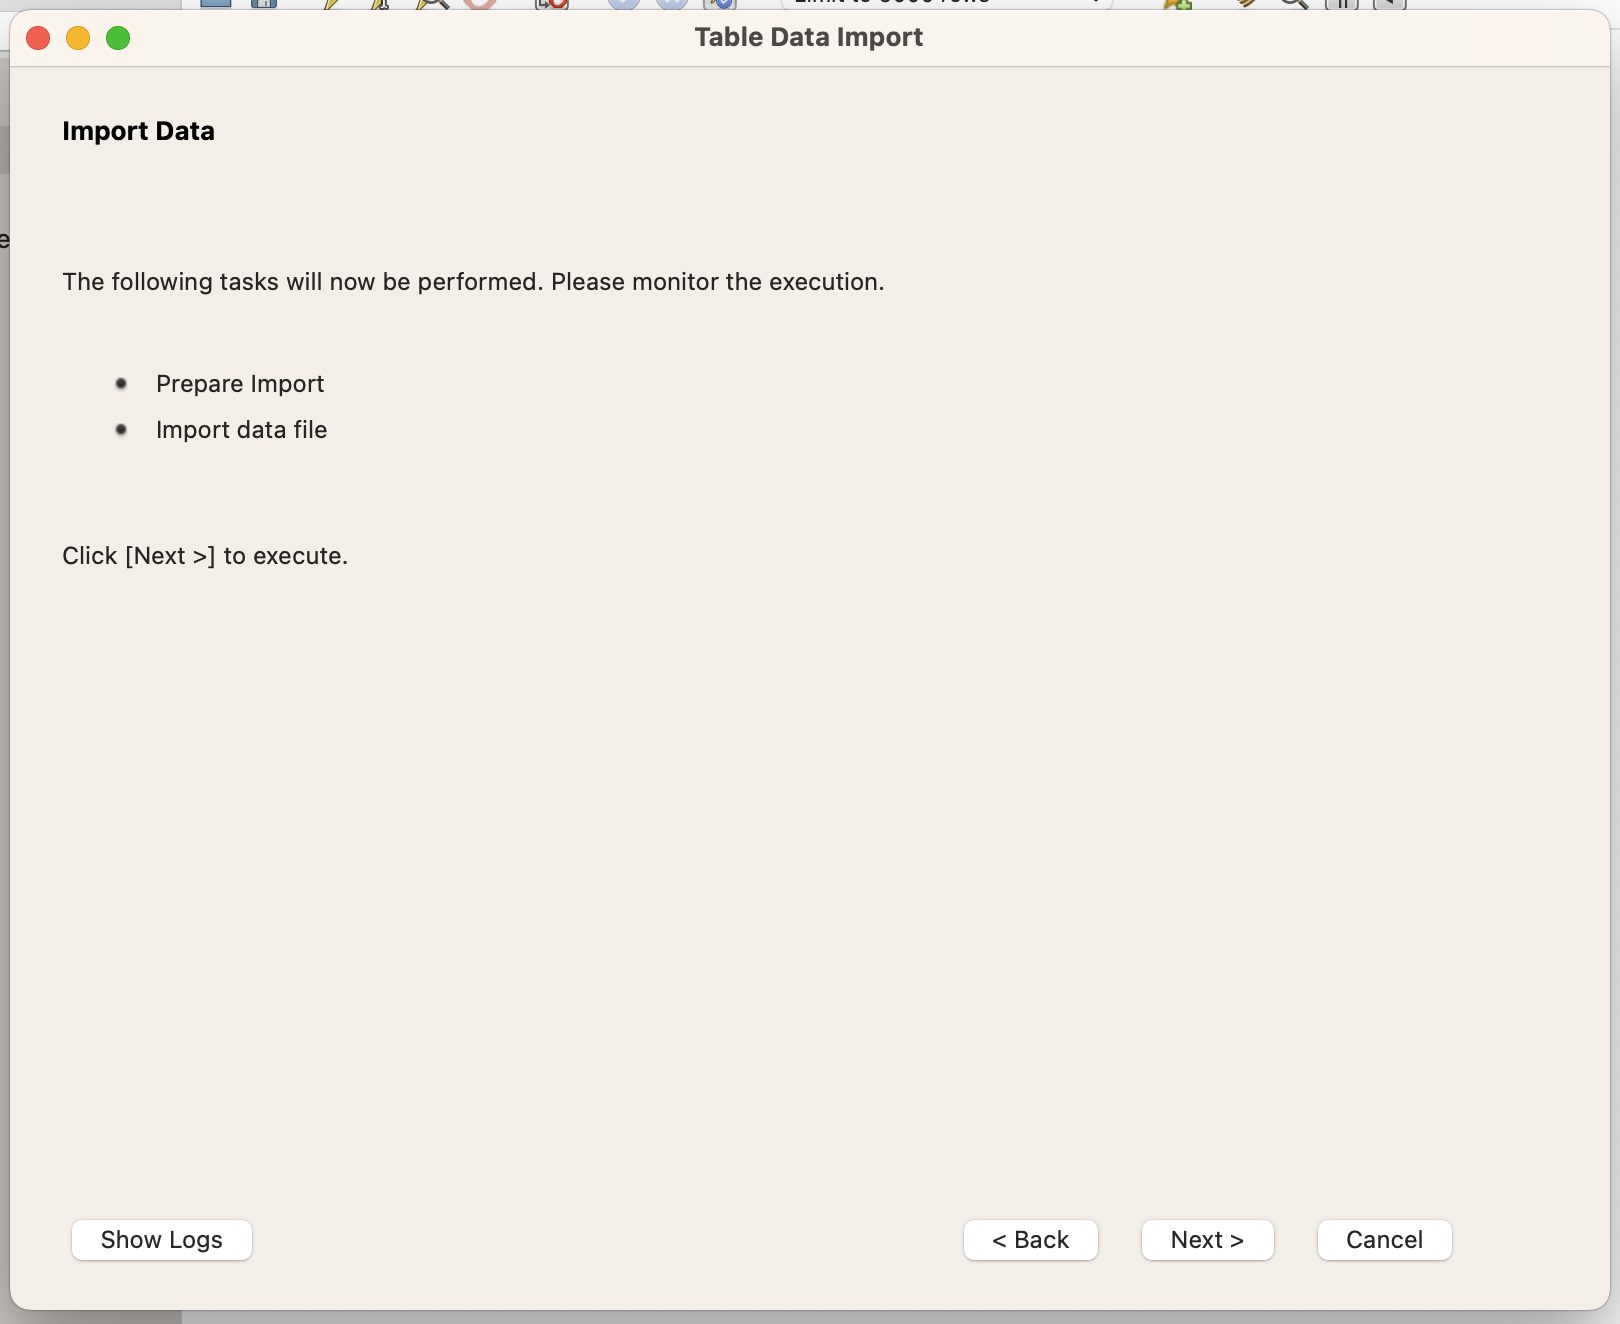 Table Data Import
Import Data
The following tasks will now be performed. Please monitor the execution.
Prepare Import
Import data file
Click [Next >] to execute.
Show Logs
< Back
Next >
Cancel